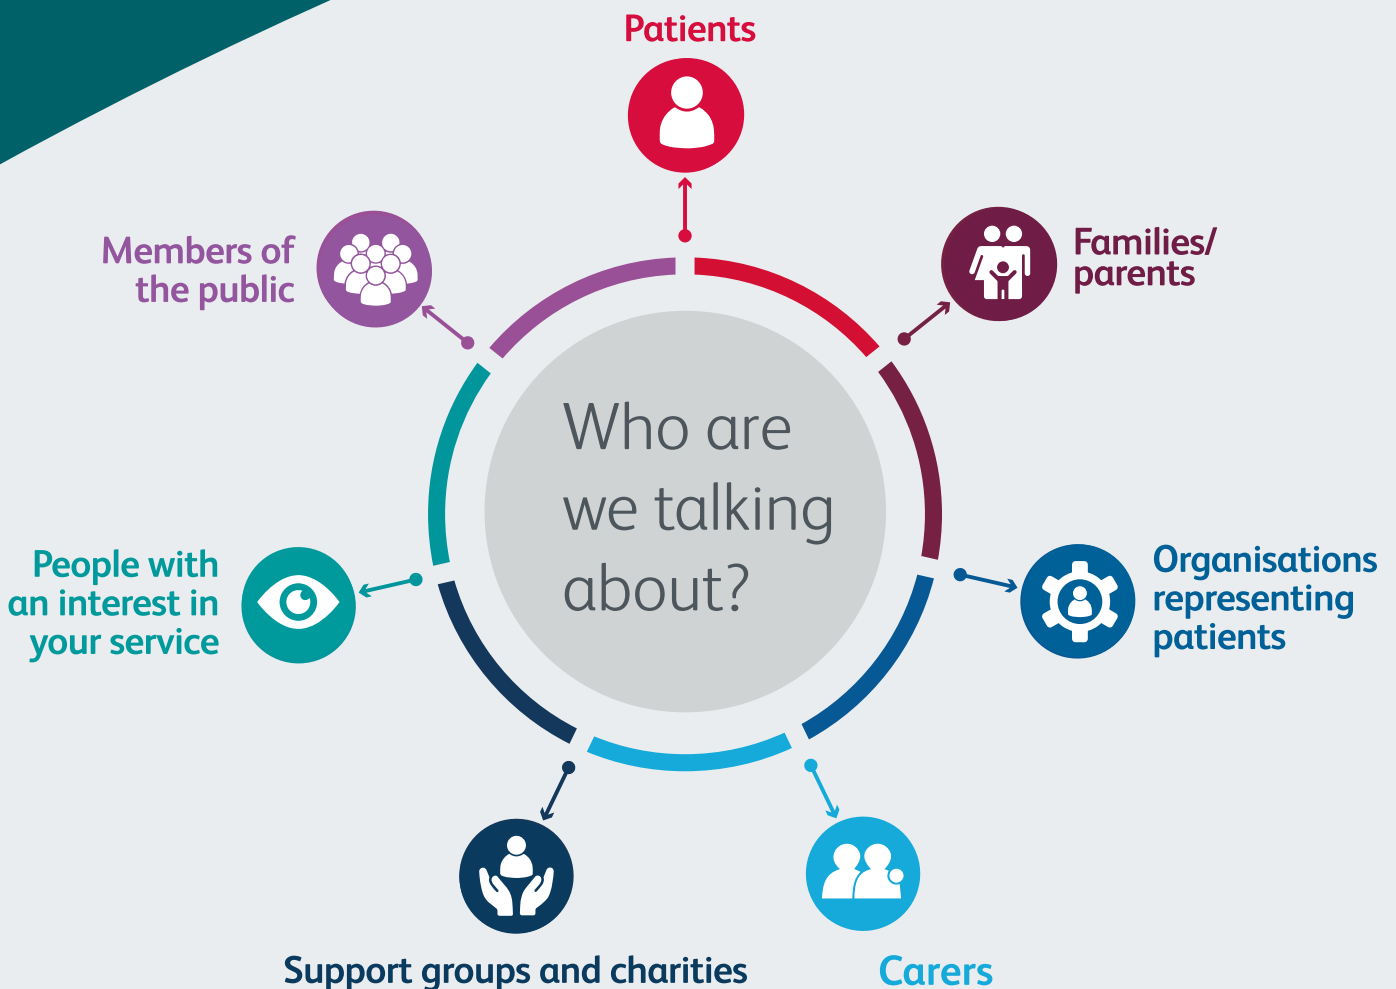 Patients
Members of
the public
Families/
parents
Who are
we talking
about?
People with
an interest in
your service
Organisations
representing
patients
Support groups and charities
Carers